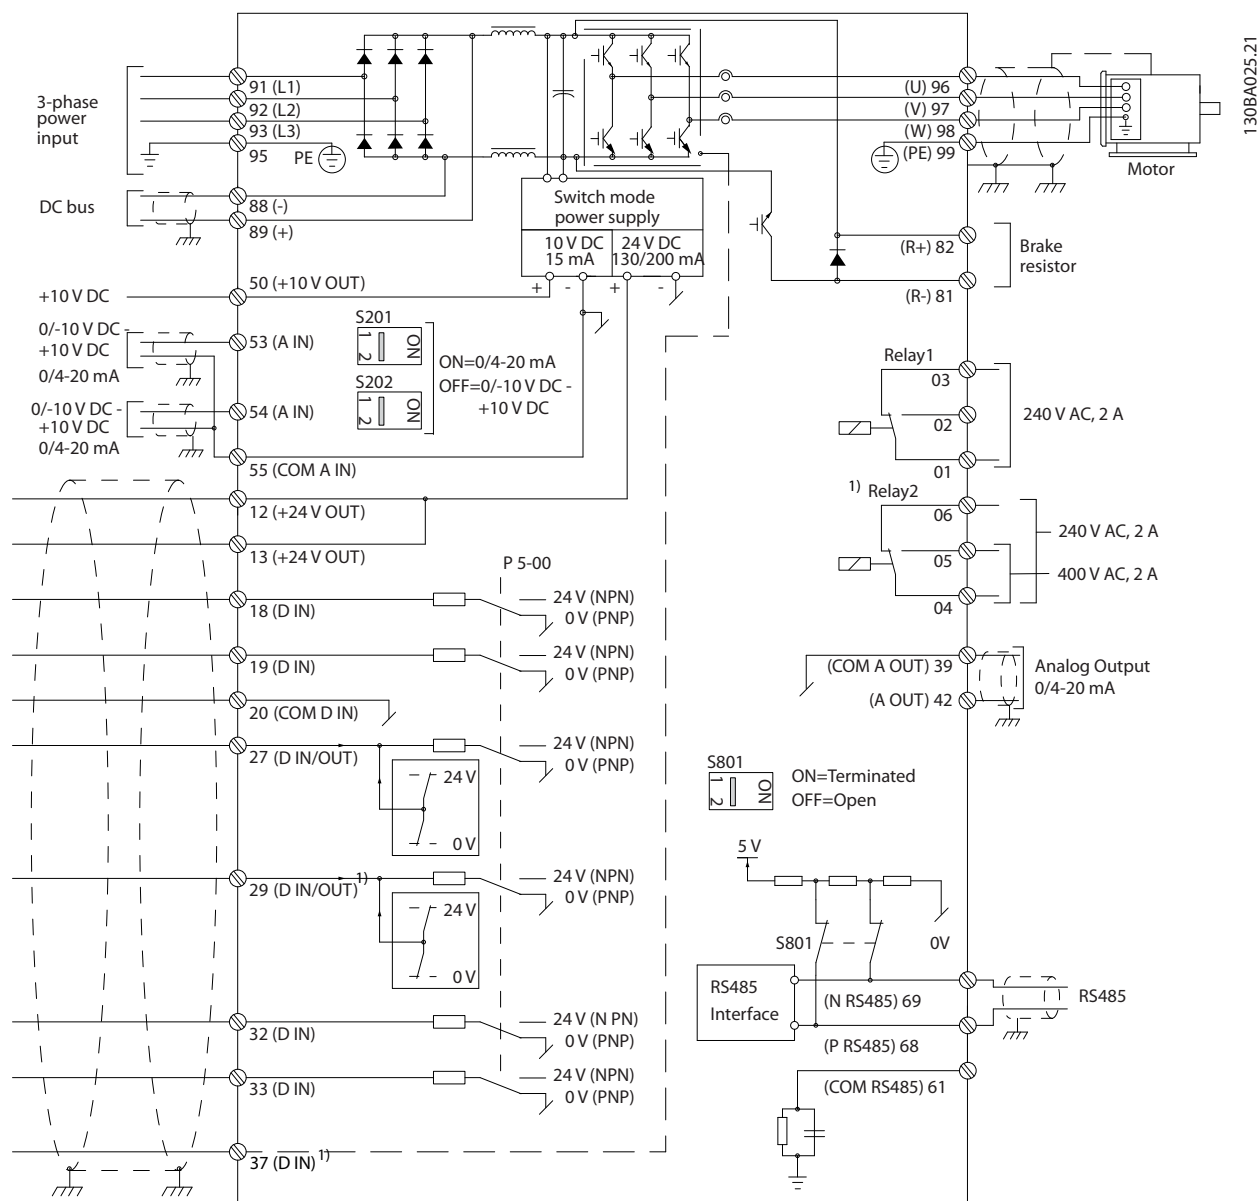 130BA025.21
3-phase
power
input
91 (L1)
92 (L2)
93 (L3)
95
PE
DC bus
88 (-)
89 (+)
Switch mode
power supply
10 V DC
15 mA
24 V DC
130/200 mA
+
-
+
-
(U) 96
(V) 97
(W) 98
(PE) 99
Motor
(R+) 82
(R-) 81
Brake
resistor
+10 V DC
50 (+10 V OUT)
0/-10 V DC -
+10 V DC
0/4-20 mA
53 (A IN)
S201
1
2
ON
S202
1
2
ON
ON=0/4-20 mA
OFF=0/-10 V DC -
+10 V DC
0/-10 V DC -
+10 V DC
0/4-20 mA
54 (A IN)
55 (COM A IN)
12 (+24 V OUT)
13 (+24 V OUT)
Relay1
03
02
01
240 V AC, 2 A
1) Relay2
06
05
04
240 V AC, 2 A
400 V AC, 2 A
P 5-00
18 (D IN)
24 V (NPN)
0 V (PNP)
19 (D IN)
24 V (NPN)
0 V (PNP)
20 (COM D IN)
27 (D IN/OUT)
24 V (NPN)
0 V (PNP)
24 V
0 V
29 (D IN/OUT) 1)
24 V (NPN)
0 V (PNP)
24 V
0 V
32 (D IN)
24 V (N PN)
0 V (PNP)
33 (D IN)
24 V (NPN)
0 V (PNP)
37 (D IN) 1)
(COM A OUT) 39
(A OUT) 42
Analog Output
0/4-20 mA
S801
1
2
ON
ON=Terminated
OFF=Open
5 V
S801
0V
RS485
Interface
(N RS485) 69
(P RS485) 68
(COM RS485) 61
RS485